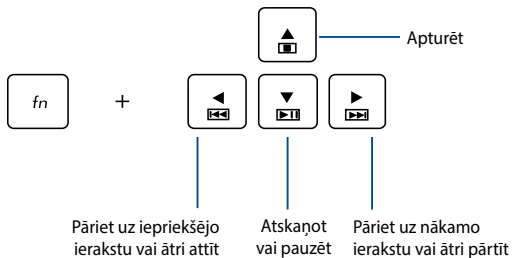 Apturēt
fn +
Pāriet uz iepriekšējo
ierakstu vai ātri attīt
Atskaņot
vai pauzēt
Pāriet uz nākamo
ierakstu vai ātri pārtīt